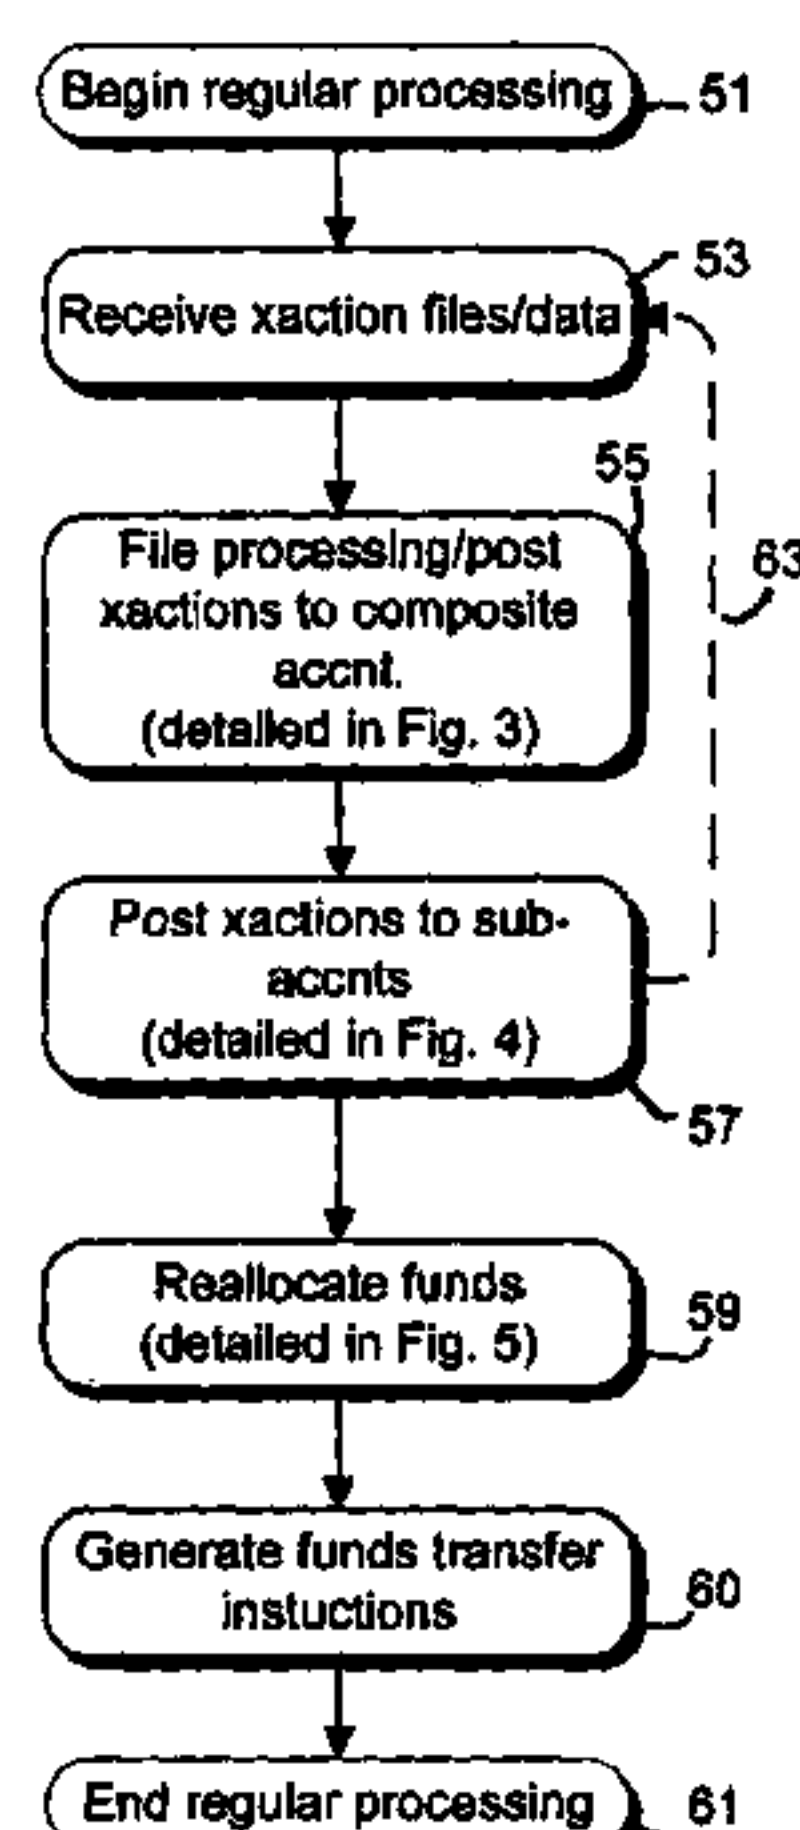 Begin regular processing
51
Receive xaction files/data
53
File processing/post
xactions to composite
accnt.
(detailed in Fig. 3)
55
63
Post xactions to sub-
accnts
(detailed in Fig. 4)
57
Reallocate funds
(detailed in Fig. 5)
59
Generate funds transfer
instuctions
60
End regular processing
61